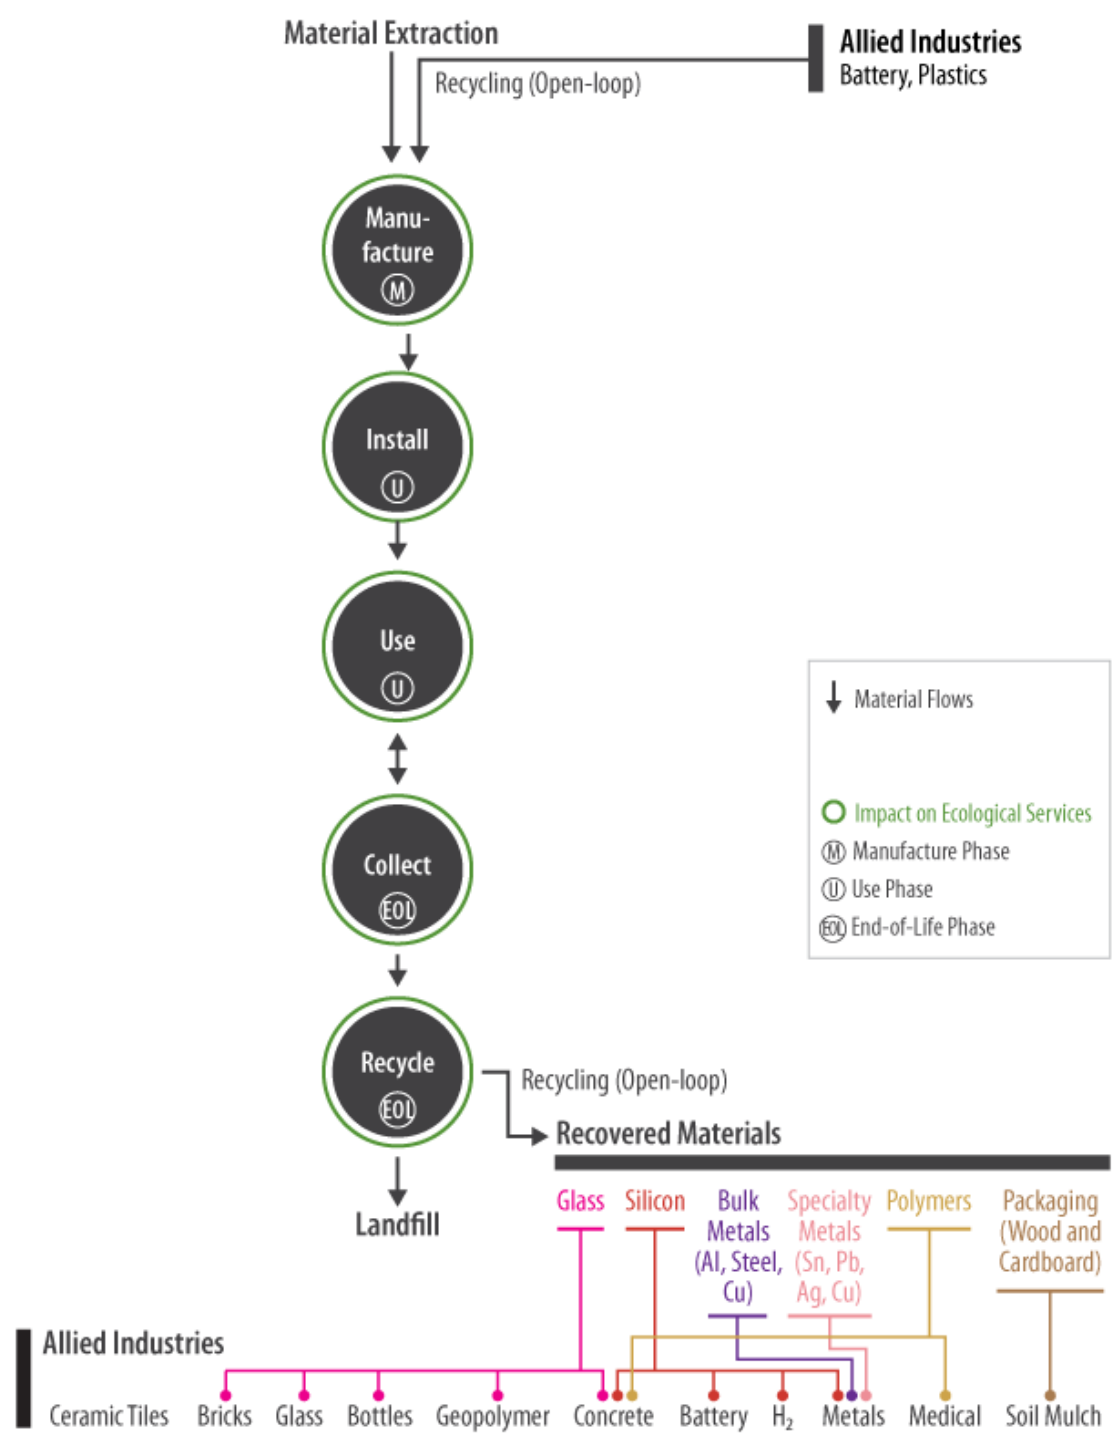 Material Extraction
Allied Industries
Battery, Plastics
Recycling (Open-loop)
Manu-
facture
M
Install
U
Use
U
Material Flows
Impact on Ecological Services
M Manufacture Phase
U Use Phase
EOL End-of-Life Phase
Collect
EOL
Recycle
EOL
Recycling (Open-loop)
Recovered Materials
Landfill
Glass
Silicon
Bulk
Metals
(Al, Steel,
Cu)
Specialty
Metals
(Sn, Pb,
Ag, Cu)
Polymers
Packaging
(Wood and
Cardboard)
Allied Industries
Ceramic Tiles Bricks Glass Bottles Geopolymer Concrete Battery H₂ Metals Medical Soil Mulch